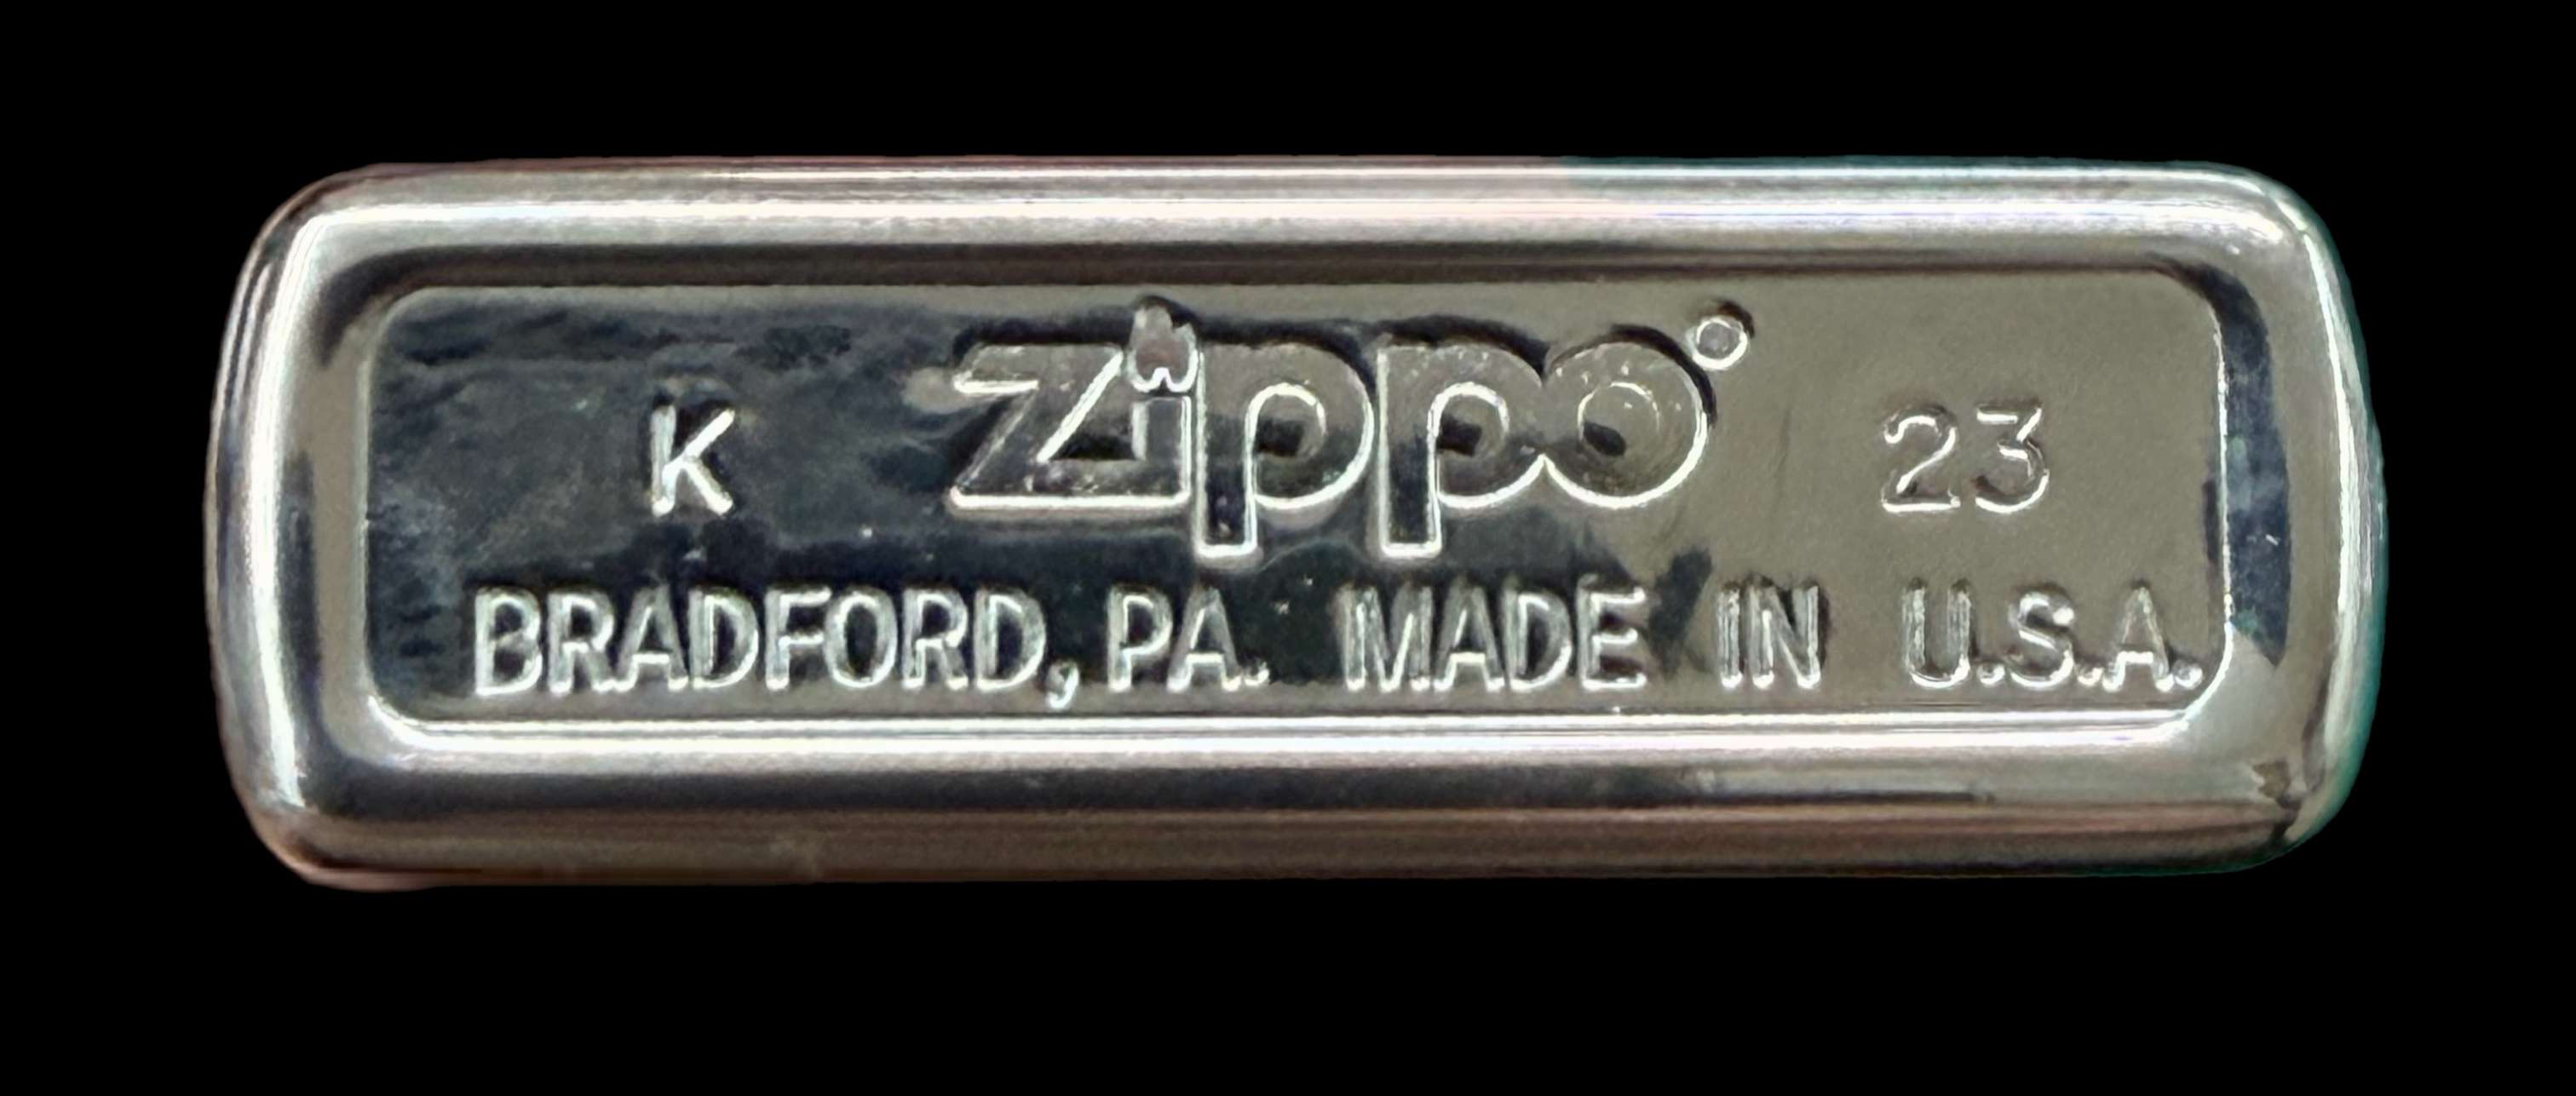 K zippo 23
BRADFORD, PA. MADE IN U.S.A.